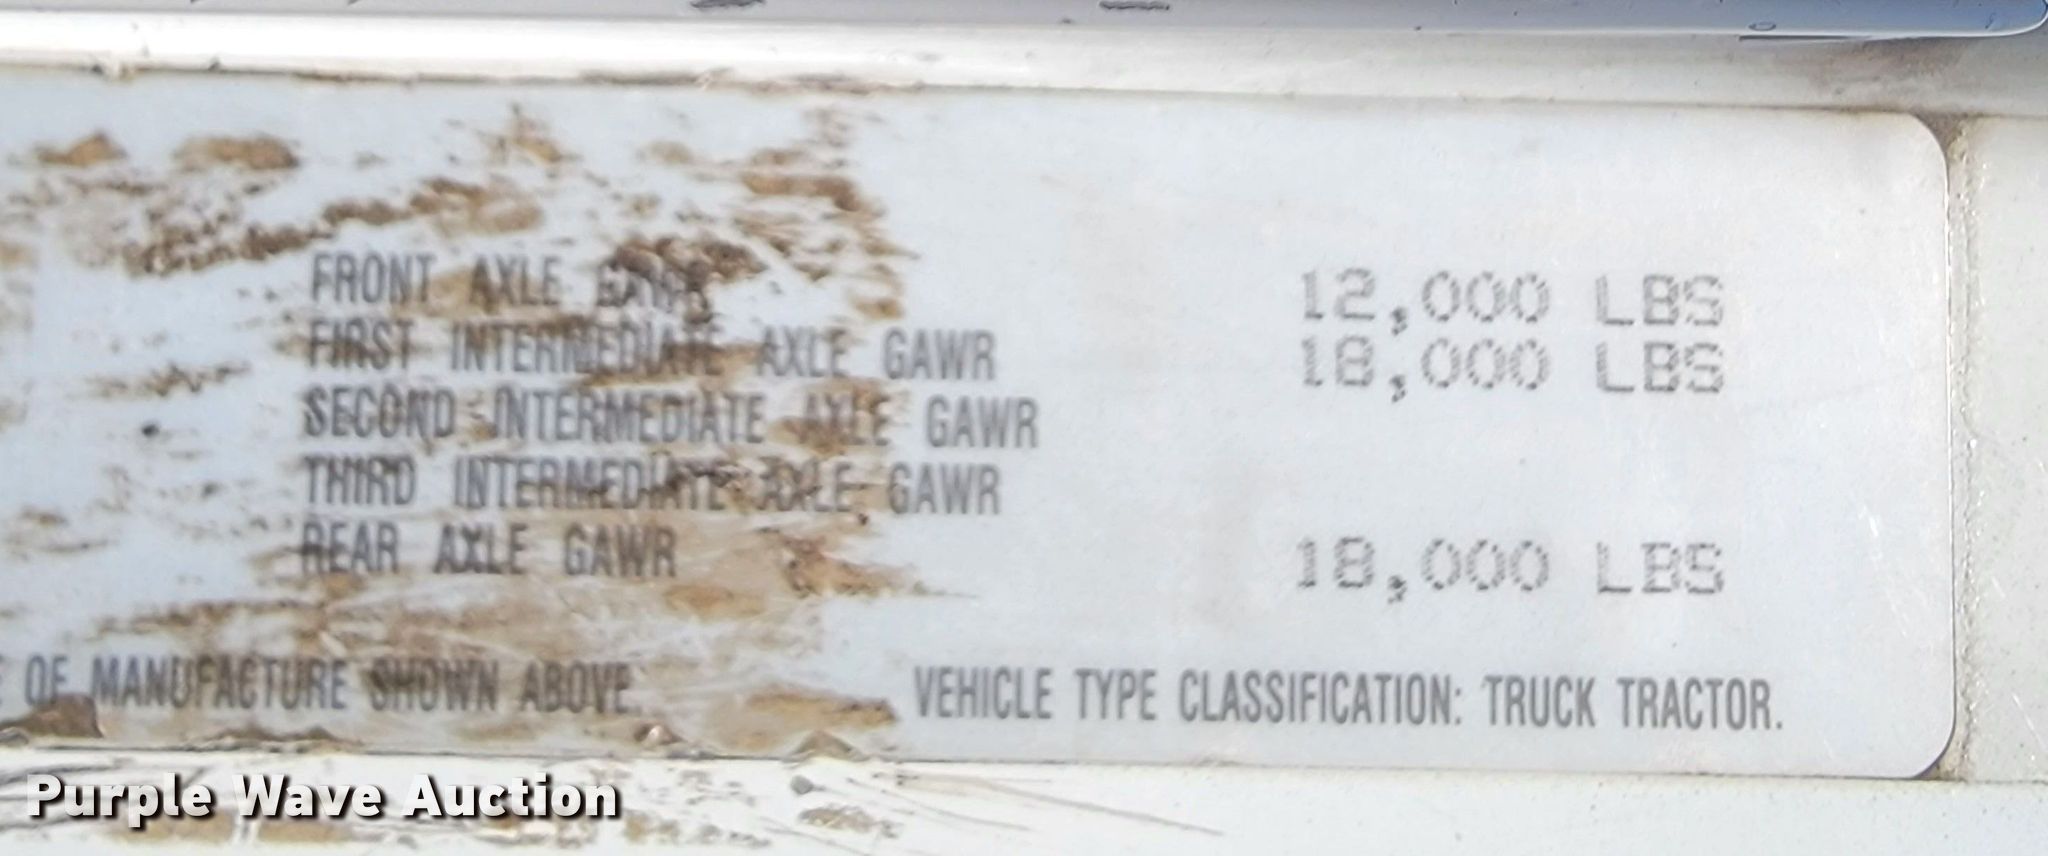 FRONT AXLE GAWR 12,000 LBS
FIRST INTERMEDIATE AXLE GAWR 18,000 LBS
SECOND INTERMEDIATE AXLE GAWR
THIRD INTERMEDIATE AXLE GAWR
REAR AXLE GAWR 18,000 LBS
OF MANUFACTURE SHOWN ABOVE. VEHICLE TYPE CLASSIFICATION: TRUCK TRACTOR.
Purple Wave Auction